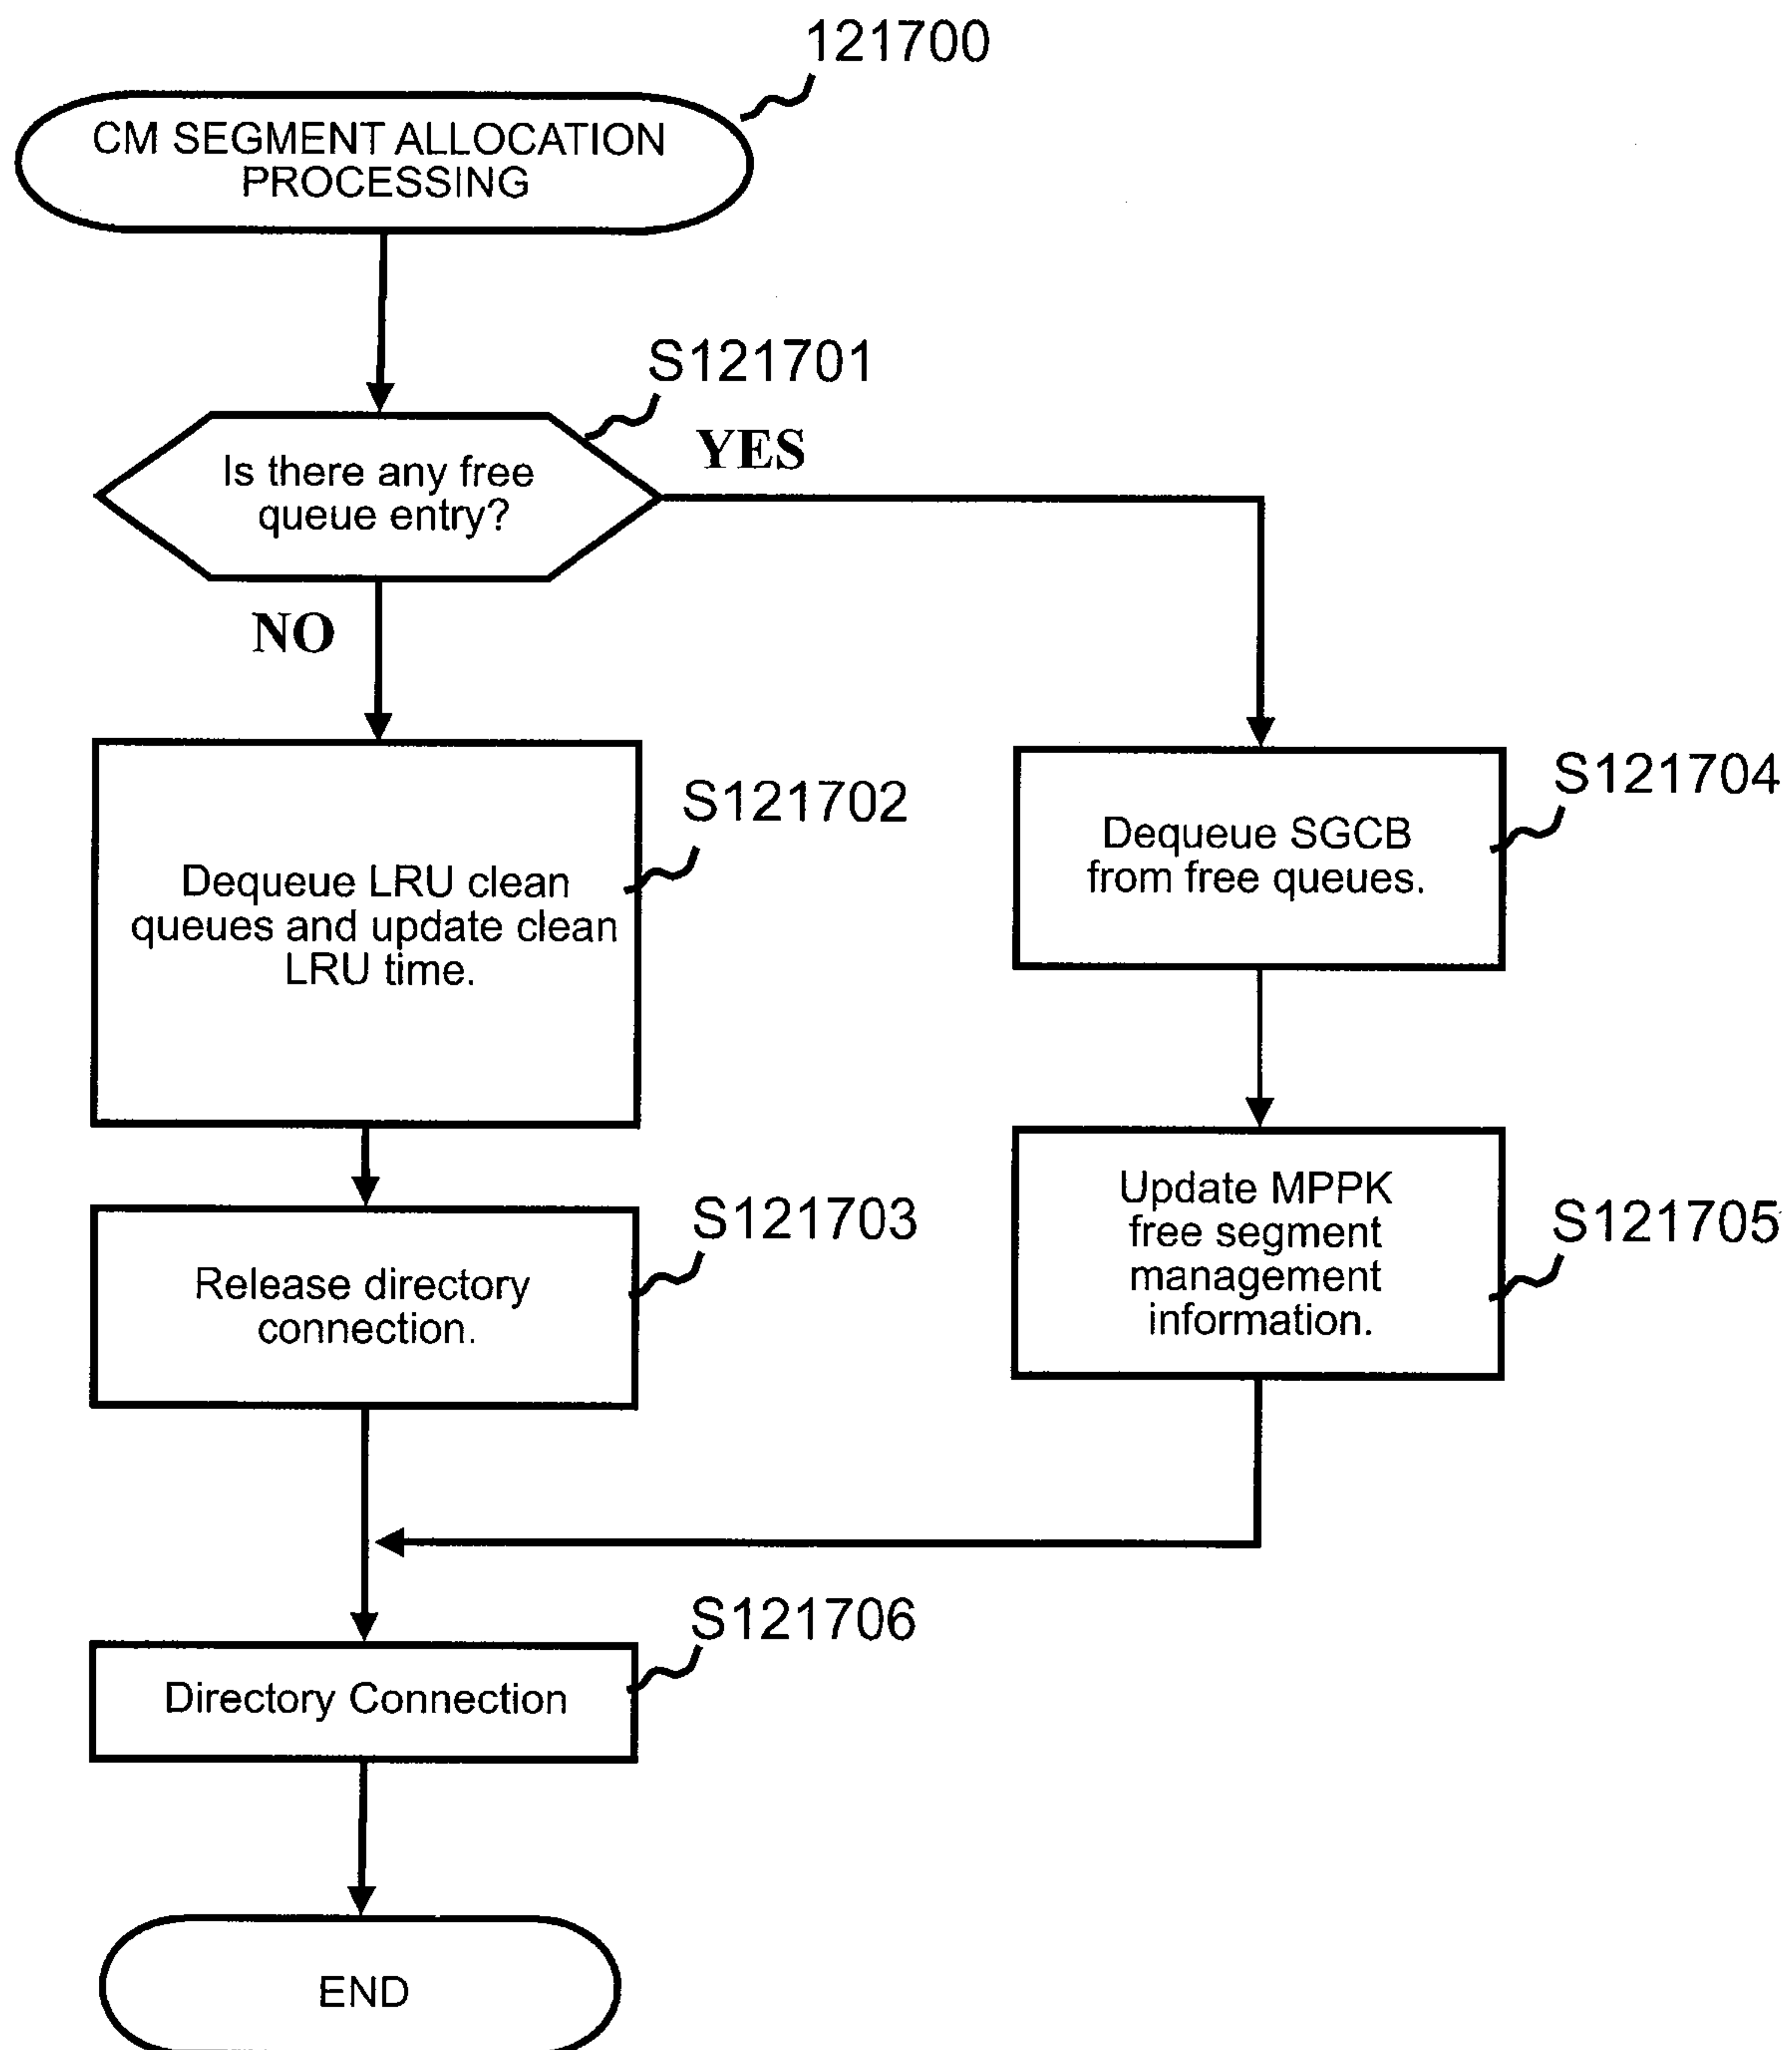 121700
CM SEGMENT ALLOCATION
PROCESSING
S121701
Is there any free
queue entry?
YES
NO
S121702
Dequeue LRU clean
queues and update clean
LRU time.
S121704
Dequeue SGCB
from free queues.
S121703
Release directory
connection.
S121705
Update MPPK
free segment
management
information.
S121706
Directory Connection
END